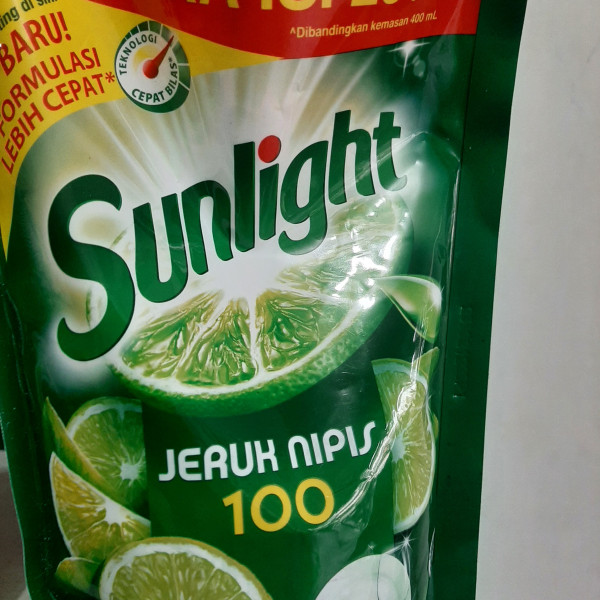 ^Dibandingkan kemasan 400 mL
BARU!
FORMULASI
LEBIH CEPAT*
TEKNOLOGI
CEPAT BILAS*
Sunlight
JERUK NIPIS
100